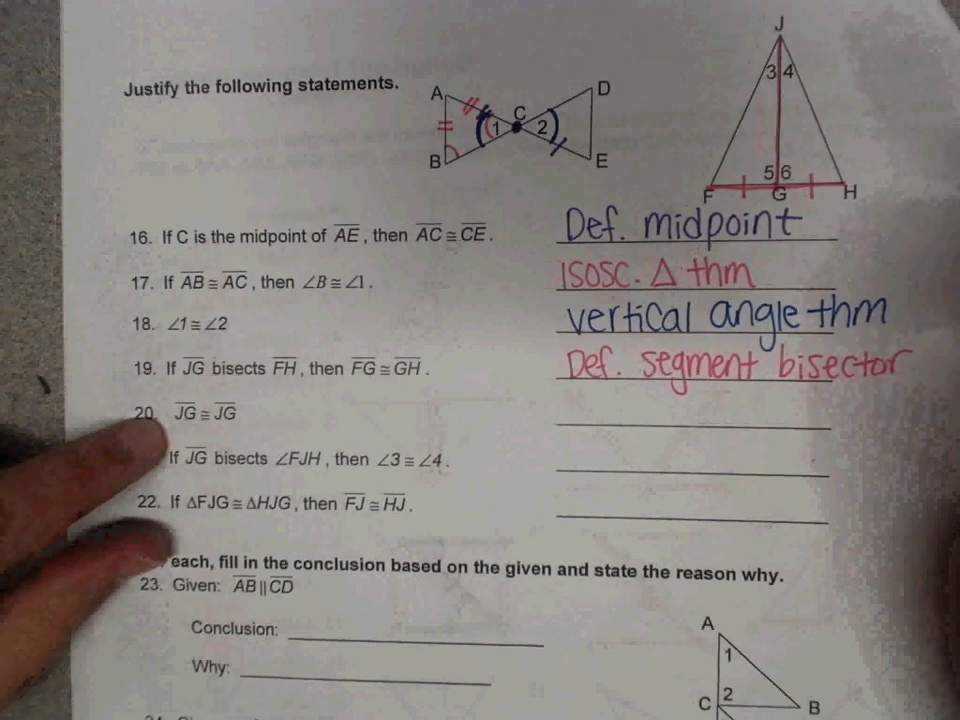 J
Justify the following statements.
A D
C
1 2
B E
3 4
5 6
F G H
16. If C is the midpoint of AE, then AC ≅ CE. Def. midpoint
17. If AB ≅ AC, then ∠B ≅ ∠1. Isosc. Δ thm
18. ∠1 ≅ ∠2 vertical angle thm
19. If JG bisects FH, then FG ≅ GH. Def. segment bisector
20. JG ≅ JG
If JG bisects ∠FJH, then ∠3 ≅ ∠4.
22. If ΔFJG ≅ ΔHJG, then FJ ≅ HJ.
each, fill in the conclusion based on the given and state the reason why.
23. Given: AB || CD
Conclusion:
Why:
A
1
C 2 B